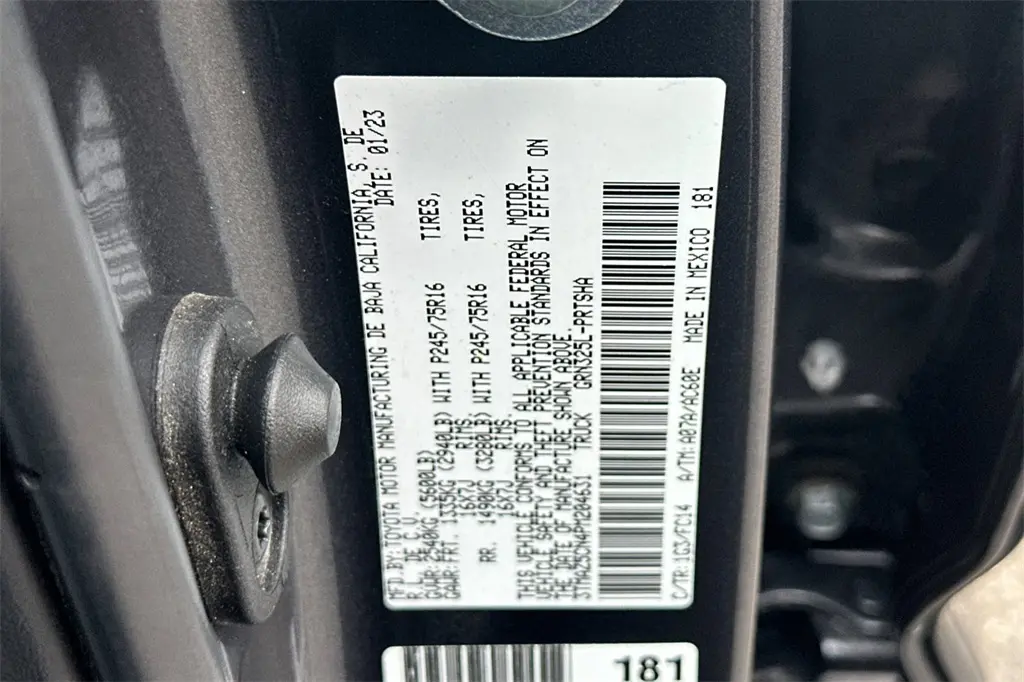 MFD.BY:TOYOTA MOTOR MANUFACTURING DE BAJA CALIFORNIA, S. DE
R.L. DE C.V. DATE: 01/23
GVWR: 2540KG (5600LB)
GAWR:FRT. 1335KG (2940LB) WITH P245/75R16 TIRES,
16X7J RIMS,
RR. 1490KG (3280LB) WITH P245/75R16 TIRES,
16X7J RIMS,
THIS VEHICLE CONFORMS TO ALL APPLICABLE FEDERAL MOTOR
VEHICLE SAFETY AND THEFT PREVENTION STANDARDS IN EFFECT ON
THE DATE OF MANUFACTURE SHOWN ABOVE.
3TMAZ5CN4PM204631 TRUCK GRN325L-PRTSHA
C/TR:1G3/FC14 A/TM:A07A/AC60E MADE IN MEXICO 181
181